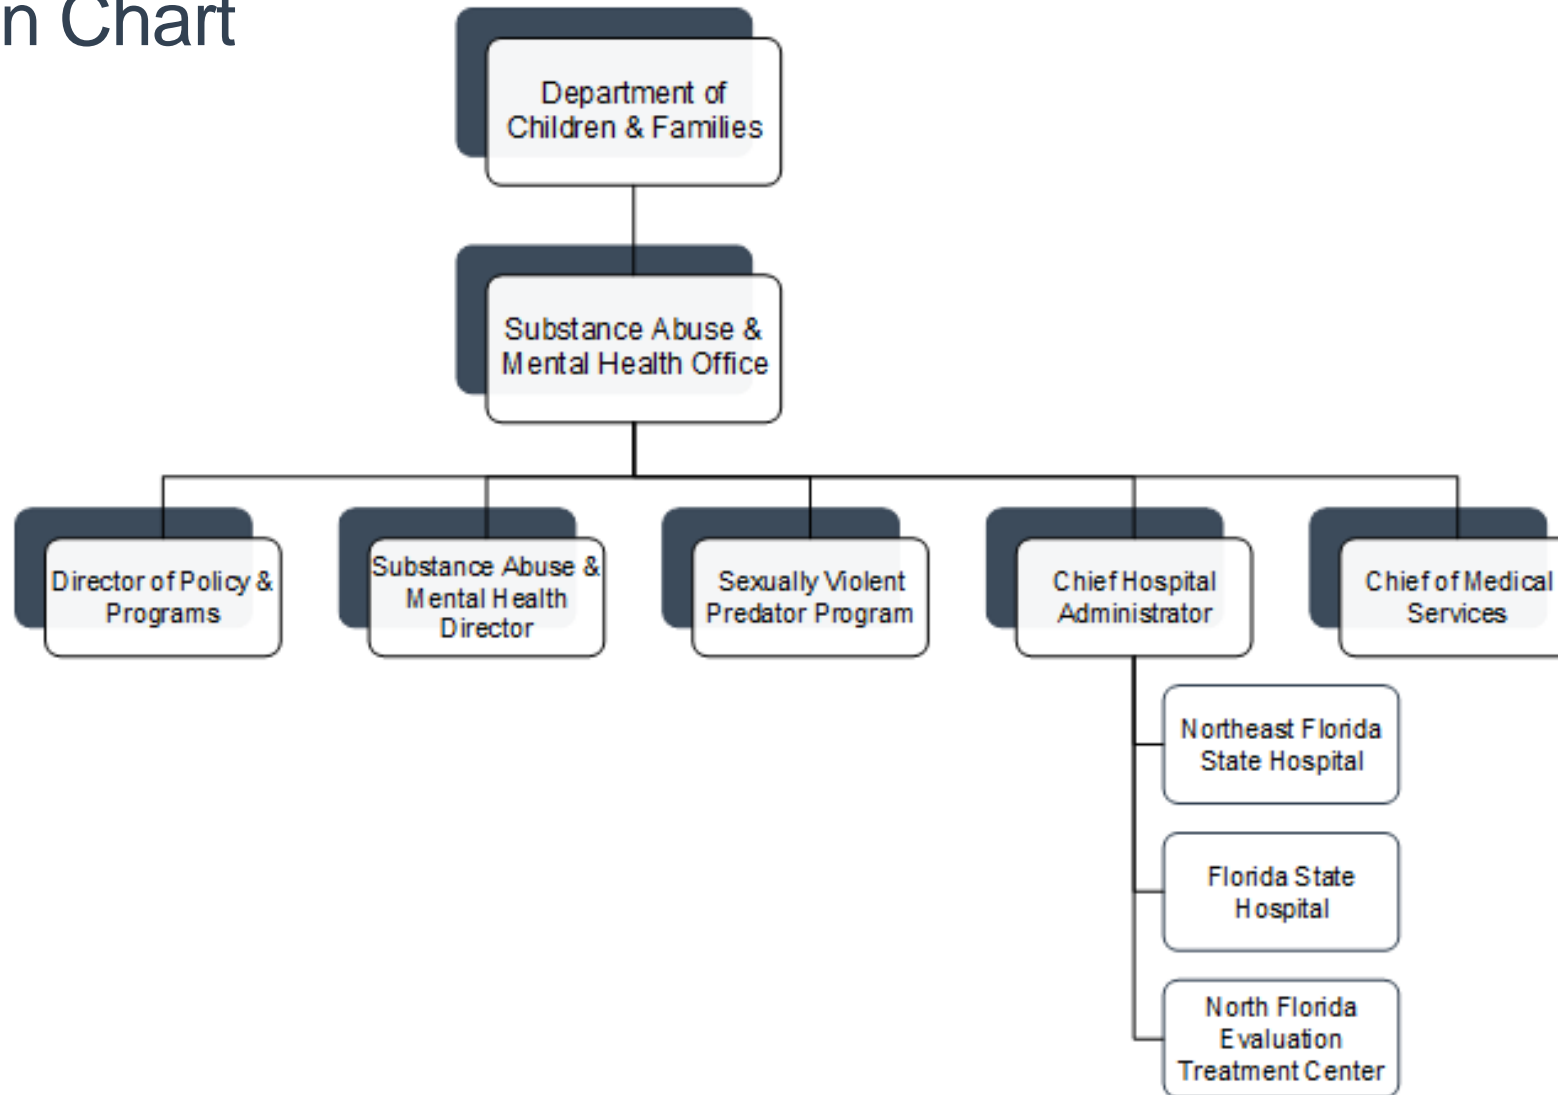 n Chart
Department of
Children & Families
Substance Abuse &
Mental Health Office
Director of Policy &
Programs
Substance Abuse &
Mental Health
Director
Sexually Violent
Predator Program
Chief Hospital
Administrator
Chief of Medical
Services
Northeast Florida
State Hospital
Florida State
Hospital
North Florida
Evaluation
Treatment Center